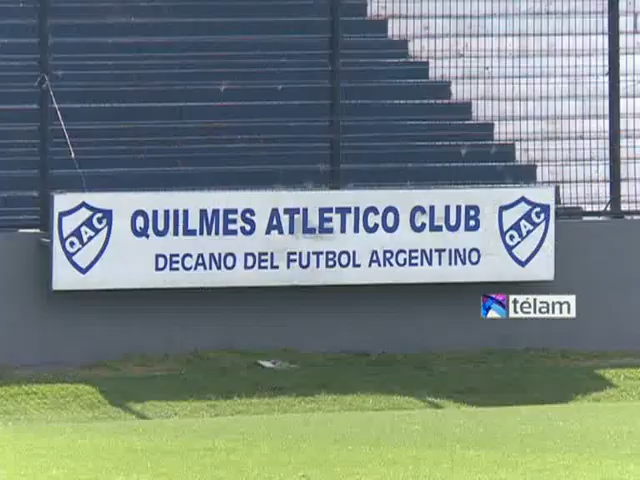 QAC
QUILMES ATLETICO CLUB
DECANO DEL FUTBOL ARGENTINO
QAC
télam